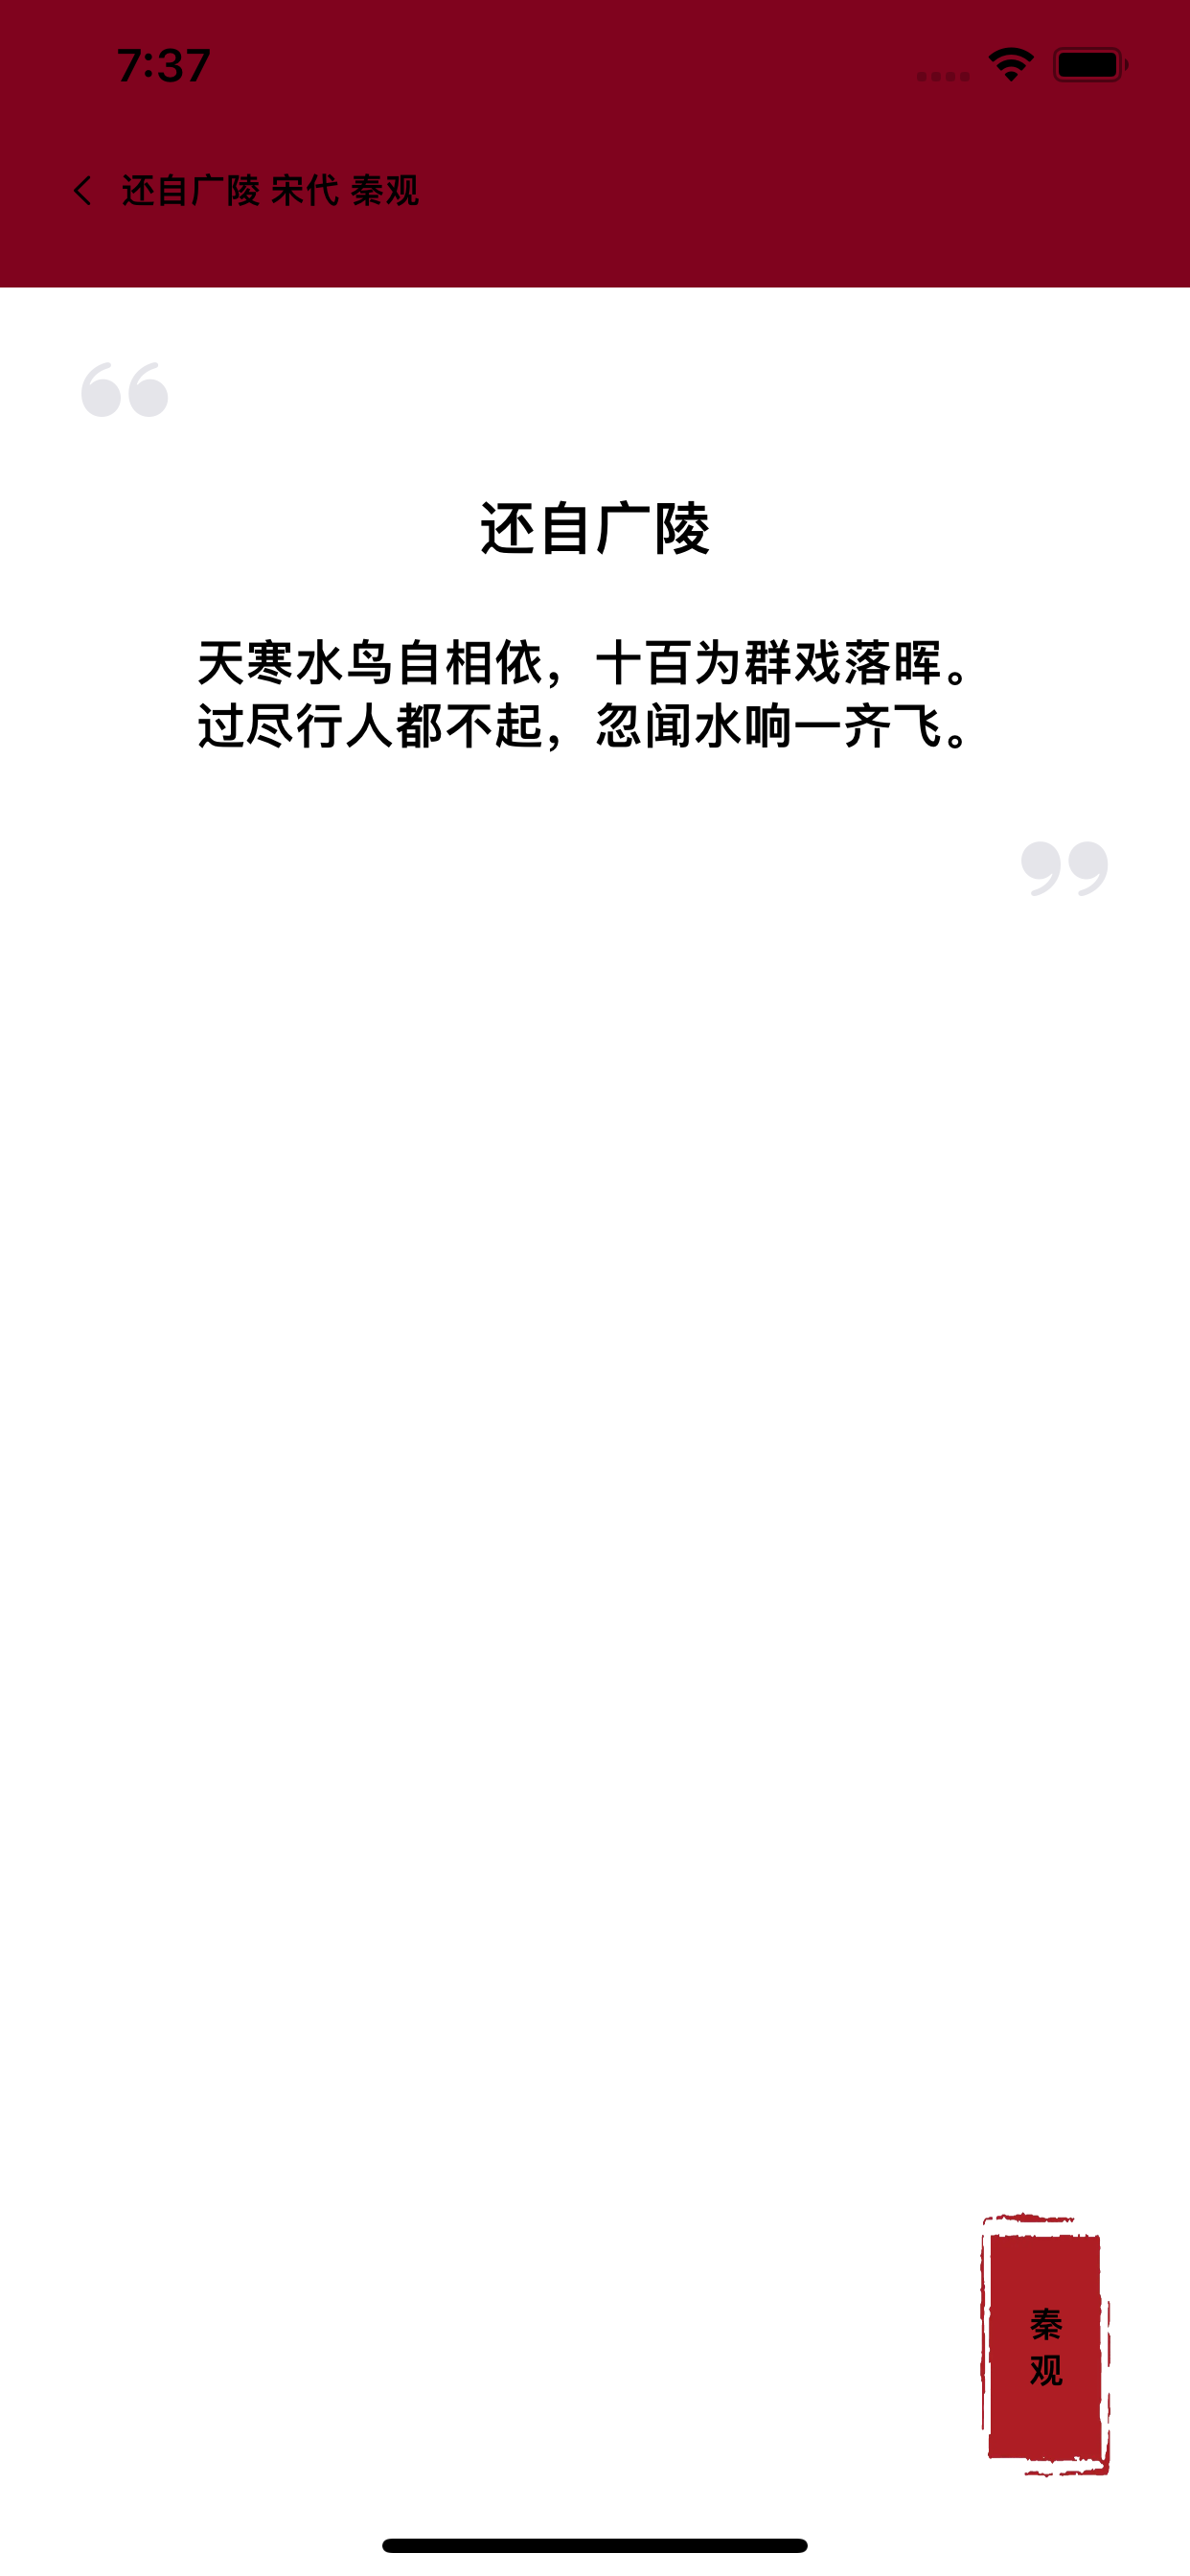 7:37
还自广陵 宋代 秦观
还自广陵
天寒水鸟自相依，十百为群戏落晖。
过尽行人都不起，忽闻水响一齐飞。
秦
观